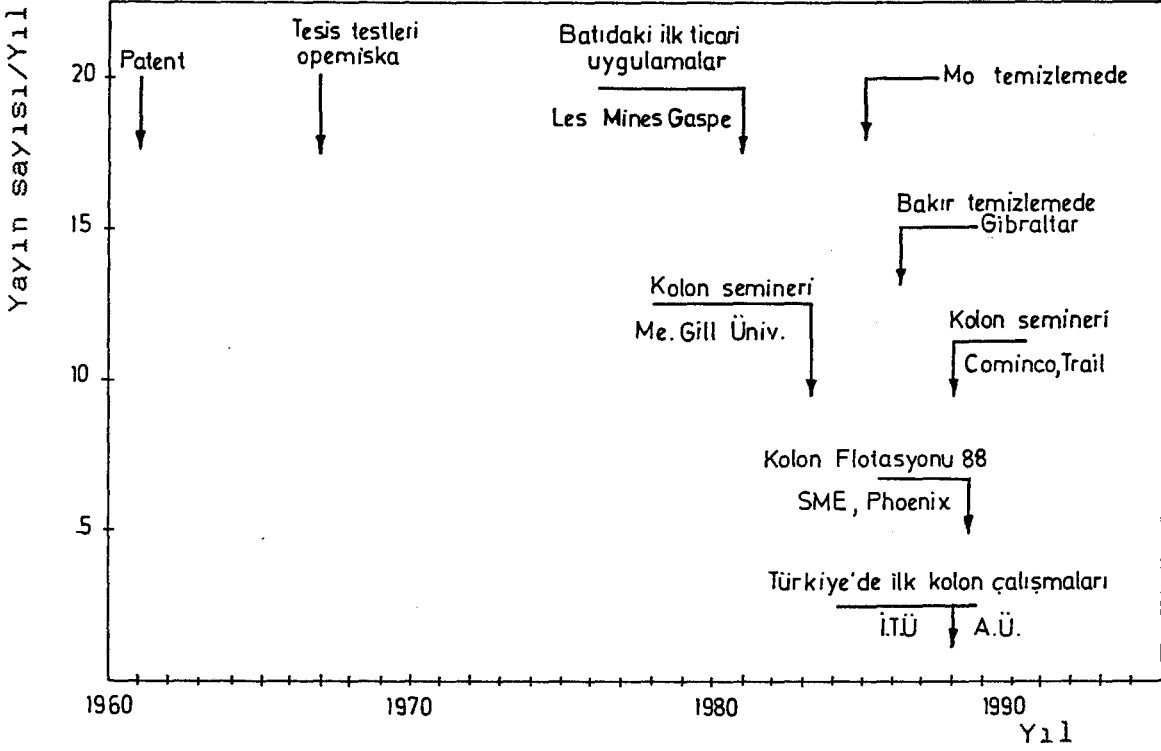 Yayın sayısı/Yıl
20
15
10
5
Patent
Tesis testleri
opemiska
Batıdaki ilk ticari
uygulamalar
Les Mines Gaspe
Mo temizlemede
Bakır temizlemede
Gibraltar
Kolon semineri
Me. Gill Üniv.
Kolon semineri
Cominco, Trail
Kolon Flotasyonu 88
SME, Phoenix
Türkiye'de ilk kolon çalışmaları
İ.T.Ü A.Ü.
1960 1970 1980 1990
Yıl